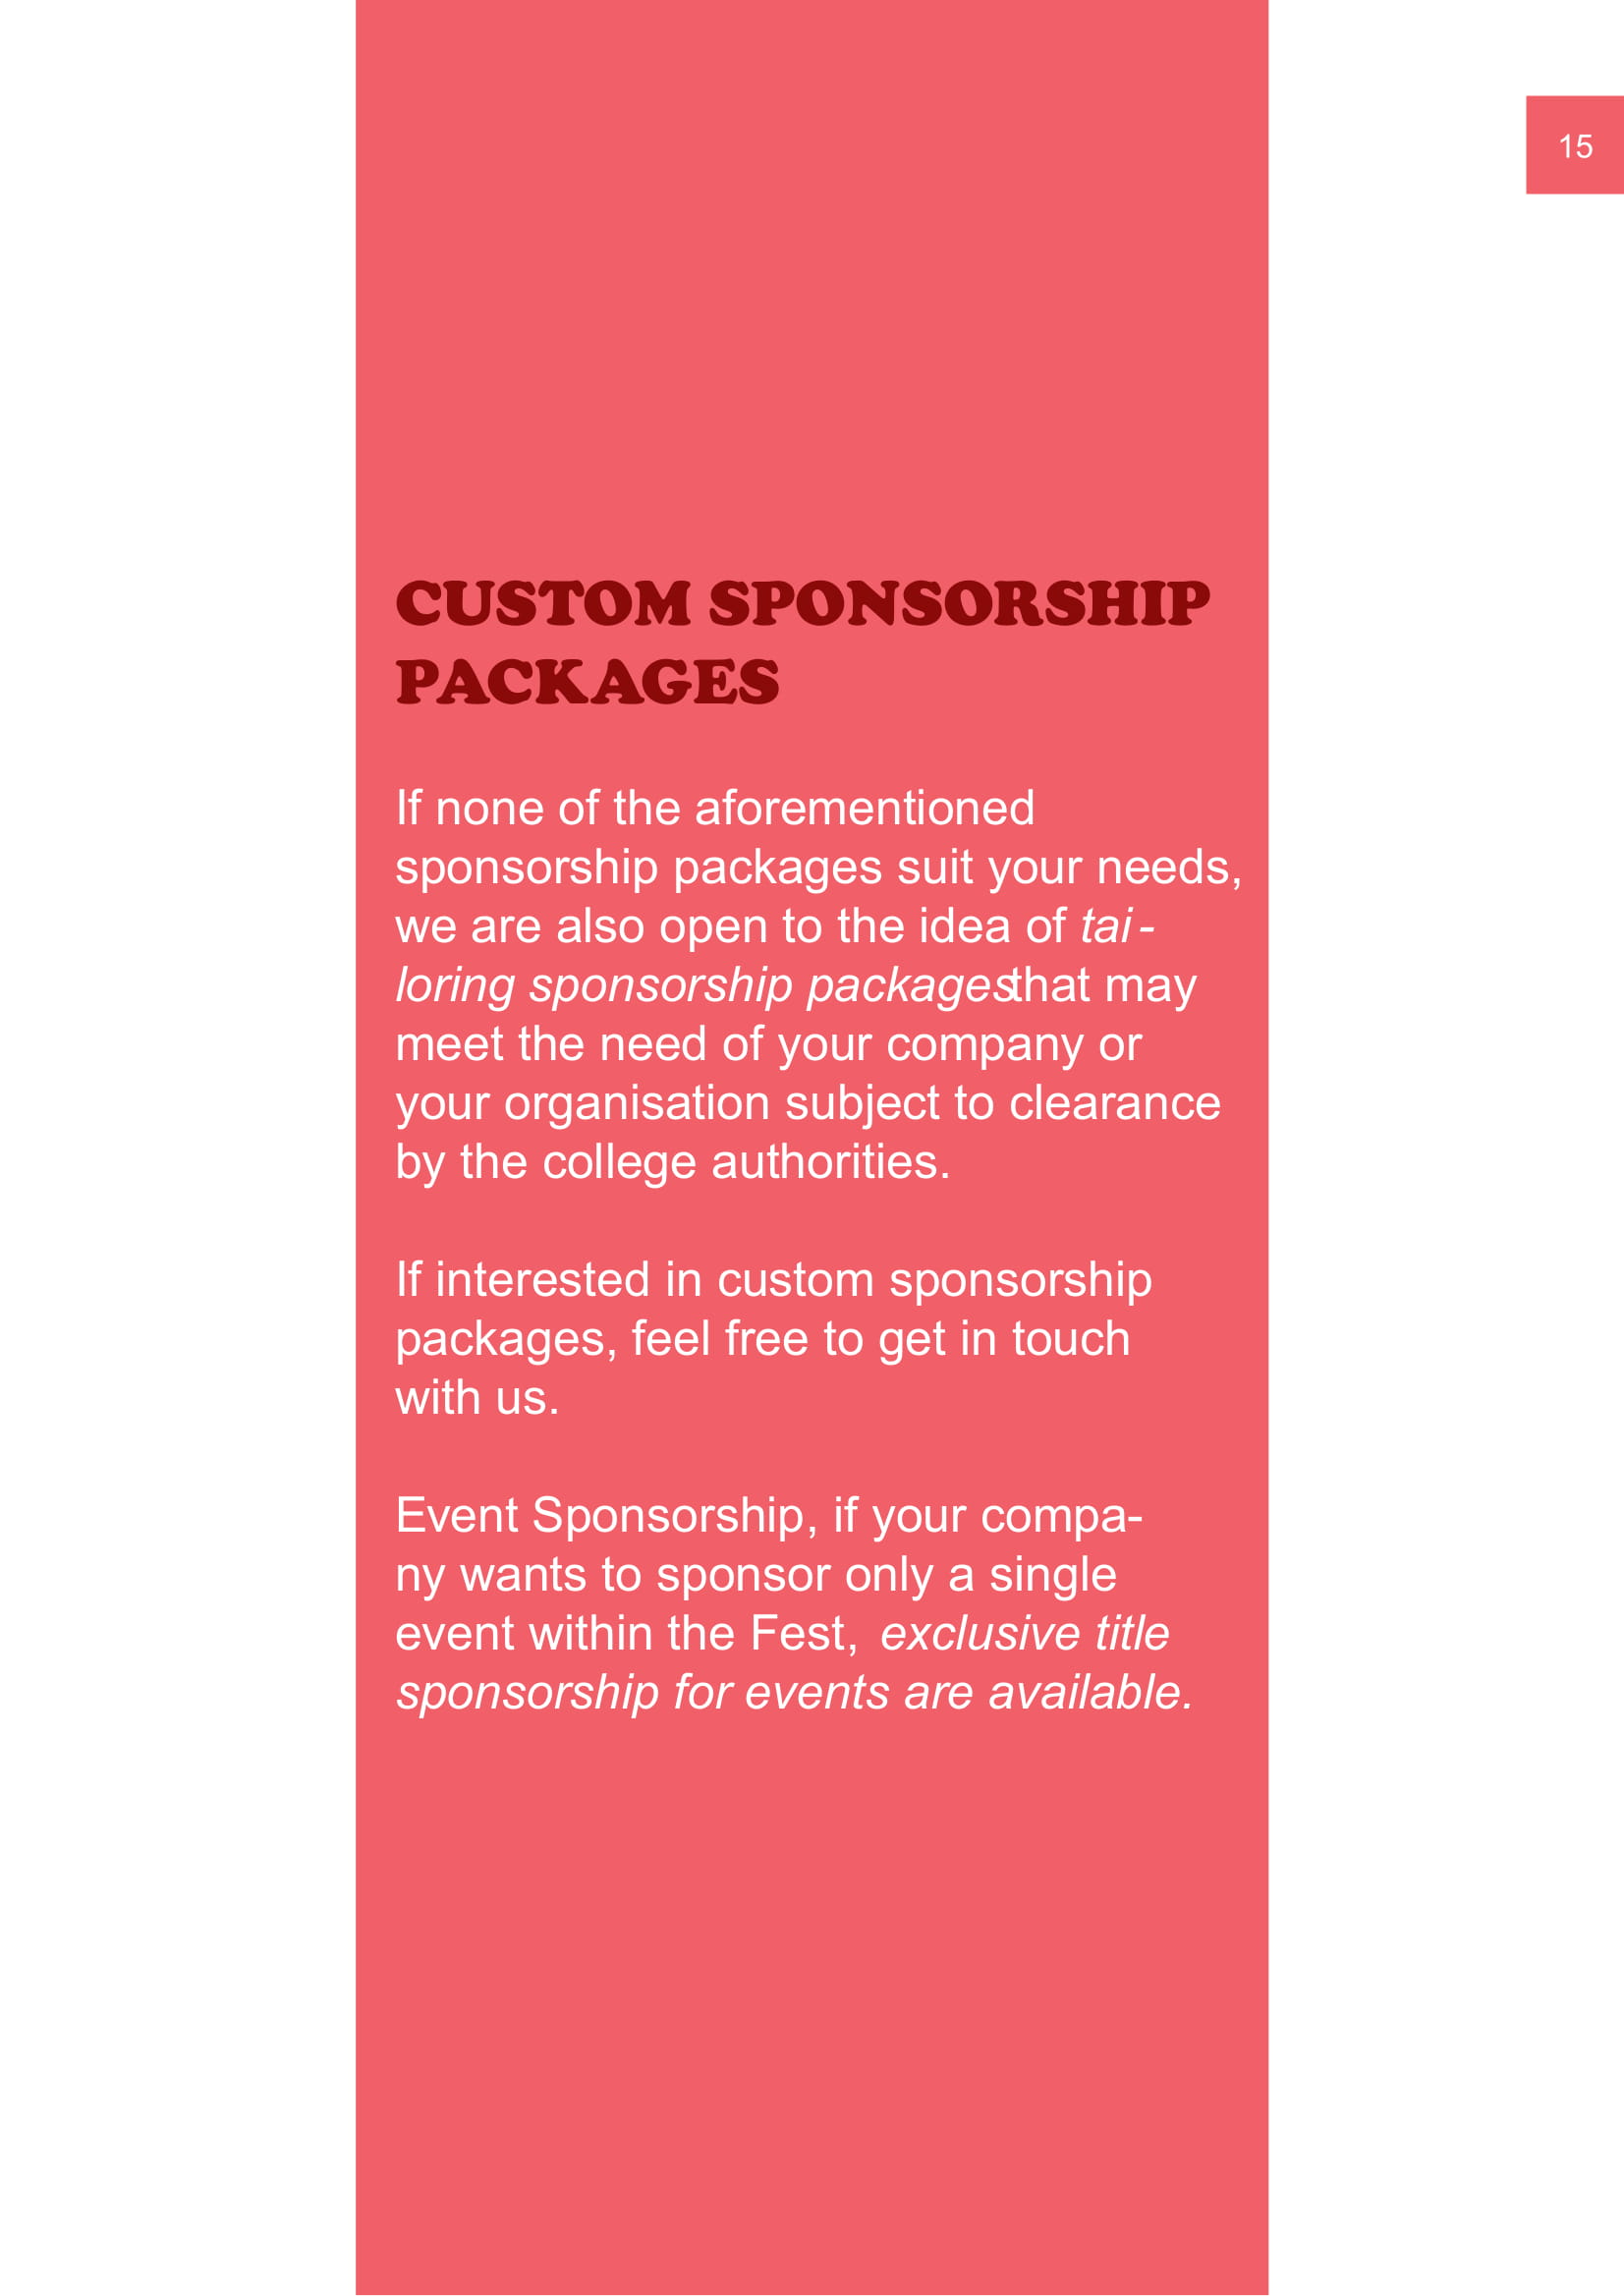 15
CUSTOM SPONSORSHIP
PACKAGES
If none of the aforementioned
sponsorship packages suit your needs,
we are also open to the idea of tai-
loring sponsorship packages that may
meet the need of your company or
your organisation subject to clearance
by the college authorities.
If interested in custom sponsorship
packages, feel free to get in touch
with us.
Event Sponsorship, if your compa-
ny wants to sponsor only a single
event within the Fest, exclusive title
sponsorship for events are available.